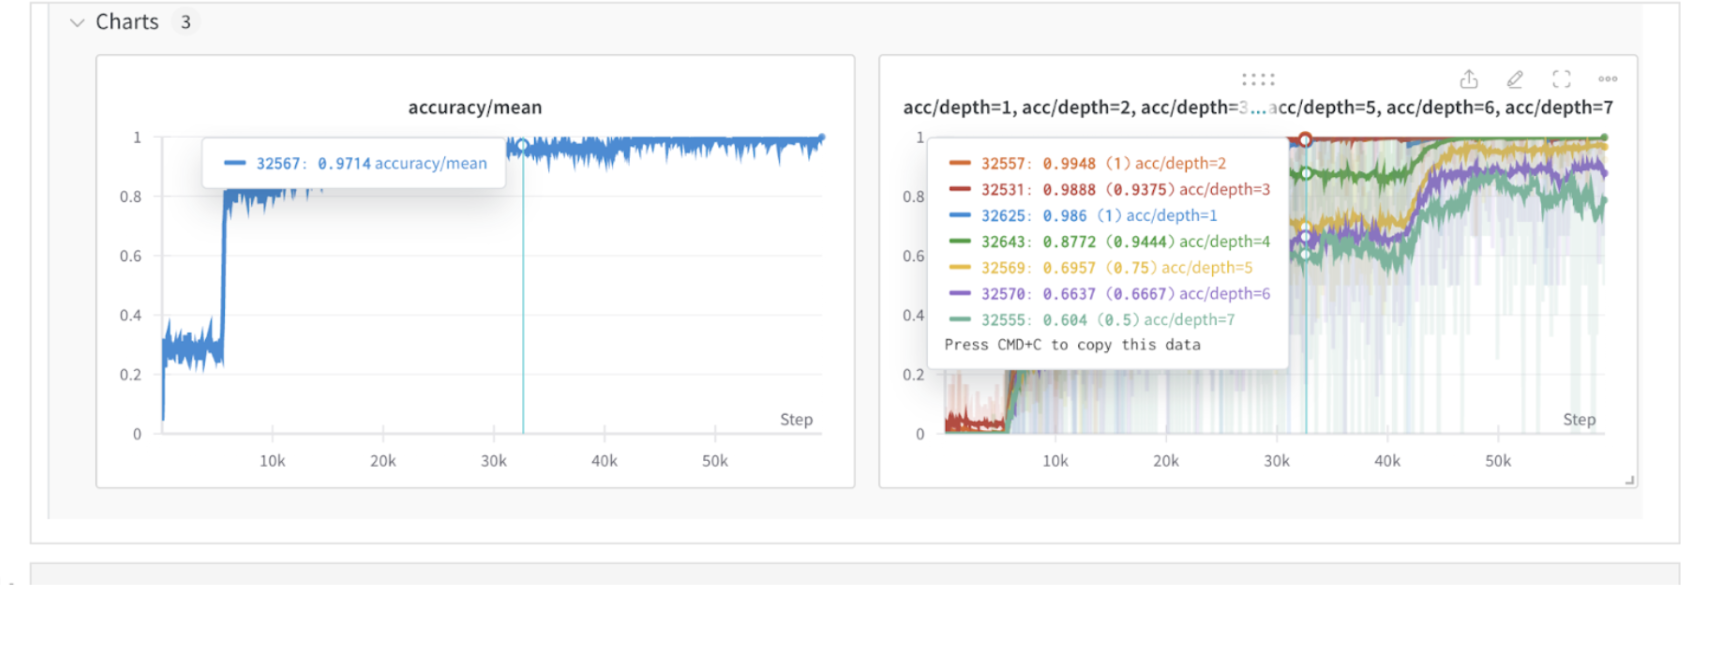 Charts 3
accuracy/mean
1
0.8
0.6
0.4
0.2
0
32567: 0.9714 accuracy/mean
Step
10k 20k 30k 40k 50k
acc/depth=1, acc/depth=2, acc/depth=3...acc/depth=5, acc/depth=6, acc/depth=7
1
0.8
0.6
0.4
0.2
0
32557: 0.9948 (1) acc/depth=2
32531: 0.9888 (0.9375) acc/depth=3
32625: 0.986 (1) acc/depth=1
32643: 0.8772 (0.9444) acc/depth=4
32569: 0.6957 (0.75) acc/depth=5
32570: 0.6637 (0.6667) acc/depth=6
32555: 0.604 (0.5) acc/depth=7
Press CMD+C to copy this data
Step
10k 20k 30k 40k 50k